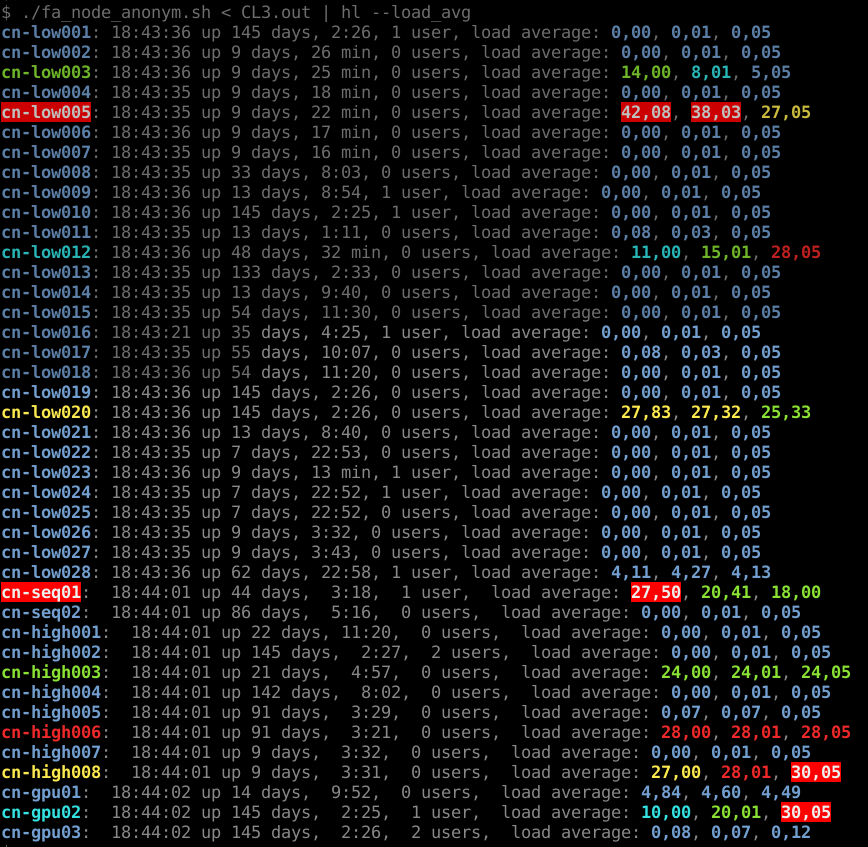 $ ./fa_node_anonym.sh < CL3.out | hl --load_avg
cn-low001: 18:43:36 up 145 days, 2:26, 1 user, load average: 0,00, 0,01, 0,05
cn-low002: 18:43:36 up 9 days, 26 min, 0 users, load average: 0,00, 0,01, 0,05
cn-low003: 18:43:36 up 9 days, 25 min, 0 users, load average: 14,00, 8,01, 5,05
cn-low004: 18:43:35 up 9 days, 18 min, 0 users, load average: 0,00, 0,01, 0,05
cn-low005: 18:43:35 up 9 days, 22 min, 0 users, load average: 42,08, 38,03, 27,05
cn-low006: 18:43:35 up 9 days, 17 min, 0 users, load average: 0,00, 0,01, 0,05
cn-low007: 18:43:35 up 9 days, 16 min, 0 users, load average: 0,00, 0,01, 0,05
cn-low008: 18:43:35 up 33 days, 8:03, 0 users, load average: 0,00, 0,01, 0,05
cn-low009: 18:43:36 up 13 days, 8:54, 1 user, load average: 0,00, 0,01, 0,05
cn-low010: 18:43:36 up 145 days, 2:25, 1 user, load average: 0,00, 0,01, 0,05
cn-low011: 18:43:35 up 13 days, 1:11, 0 users, load average: 0,08, 0,03, 0,05
cn-low012: 18:43:36 up 48 days, 32 min, 0 users, load average: 11,00, 15,01, 28,05
cn-low013: 18:43:35 up 133 days, 2:33, 0 users, load average: 0,00, 0,01, 0,05
cn-low014: 18:43:35 up 13 days, 9:40, 0 users, load average: 0,00, 0,01, 0,05
cn-low015: 18:43:35 up 54 days, 11:30, 0 users, load average: 0,00, 0,01, 0,05
cn-low016: 18:43:21 up 35 days, 4:25, 1 user, load average: 0,00, 0,01, 0,05
cn-low017: 18:43:35 up 55 days, 10:07, 0 users, load average: 0,08, 0,03, 0,05
cn-low018: 18:43:35 up 54 days, 11:20, 0 users, load average: 0,00, 0,01, 0,05
cn-low019: 18:43:36 up 145 days, 2:26, 0 users, load average: 0,00, 0,01, 0,05
cn-low020: 18:43:36 up 145 days, 2:26, 0 users, load average: 27,83, 27,32, 25,33
cn-low021: 18:43:36 up 13 days, 8:40, 0 users, load average: 0,00, 0,01, 0,05
cn-low022: 18:43:35 up 7 days, 22:53, 0 users, load average: 0,00, 0,01, 0,05
cn-low023: 18:43:36 up 9 days, 13 min, 1 user, load average: 0,00, 0,01, 0,05
cn-low024: 18:43:35 up 7 days, 22:52, 1 user, load average: 0,00, 0,01, 0,05
cn-low025: 18:43:35 up 7 days, 22:52, 0 users, load average: 0,00, 0,01, 0,05
cn-low026: 18:43:35 up 9 days, 3:32, 0 users, load average: 0,00, 0,01, 0,05
cn-low027: 18:43:35 up 9 days, 3:43, 0 users, load average: 0,00, 0,01, 0,05
cn-low028: 18:43:36 up 62 days, 22:58, 1 user, load average: 4,11, 4,27, 4,13
cn-seq01:  18:44:01 up 44 days,  3:18,  1 user,  load average: 27,50, 20,41, 18,00
cn-seq02:  18:44:01 up 86 days,  5:16,  0 users,  load average: 0,00, 0,01, 0,05
cn-high001:  18:44:01 up 22 days, 11:20,  0 users,  load average: 0,00, 0,01, 0,05
cn-high002:  18:44:01 up 145 days,  2:27,  2 users,  load average: 0,00, 0,01, 0,05
cn-high003:  18:44:01 up 21 days,  4:57,  0 users,  load average: 24,00, 24,01, 24,05
cn-high004:  18:44:01 up 142 days,  8:02,  0 users,  load average: 0,00, 0,01, 0,05
cn-high005:  18:44:01 up 91 days,  3:29,  0 users,  load average: 0,07, 0,07, 0,05
cn-high006:  18:44:01 up 91 days,  3:21,  0 users,  load average: 28,00, 28,01, 28,05
cn-high007:  18:44:01 up 9 days,  3:32,  0 users,  load average: 0,00, 0,01, 0,05
cn-high008:  18:44:01 up 9 days,  3:31,  0 users,  load average: 27,00, 28,01, 30,05
cn-gpu01:  18:44:02 up 14 days,  9:52,  0 users,  load average: 4,84, 4,60, 4,49
cn-gpu02:  18:44:02 up 145 days,  2:25,  1 user,  load average: 10,00, 20,01, 30,05
cn-gpu03:  18:44:02 up 145 days,  2:26,  2 users,  load average: 0,08, 0,07, 0,12